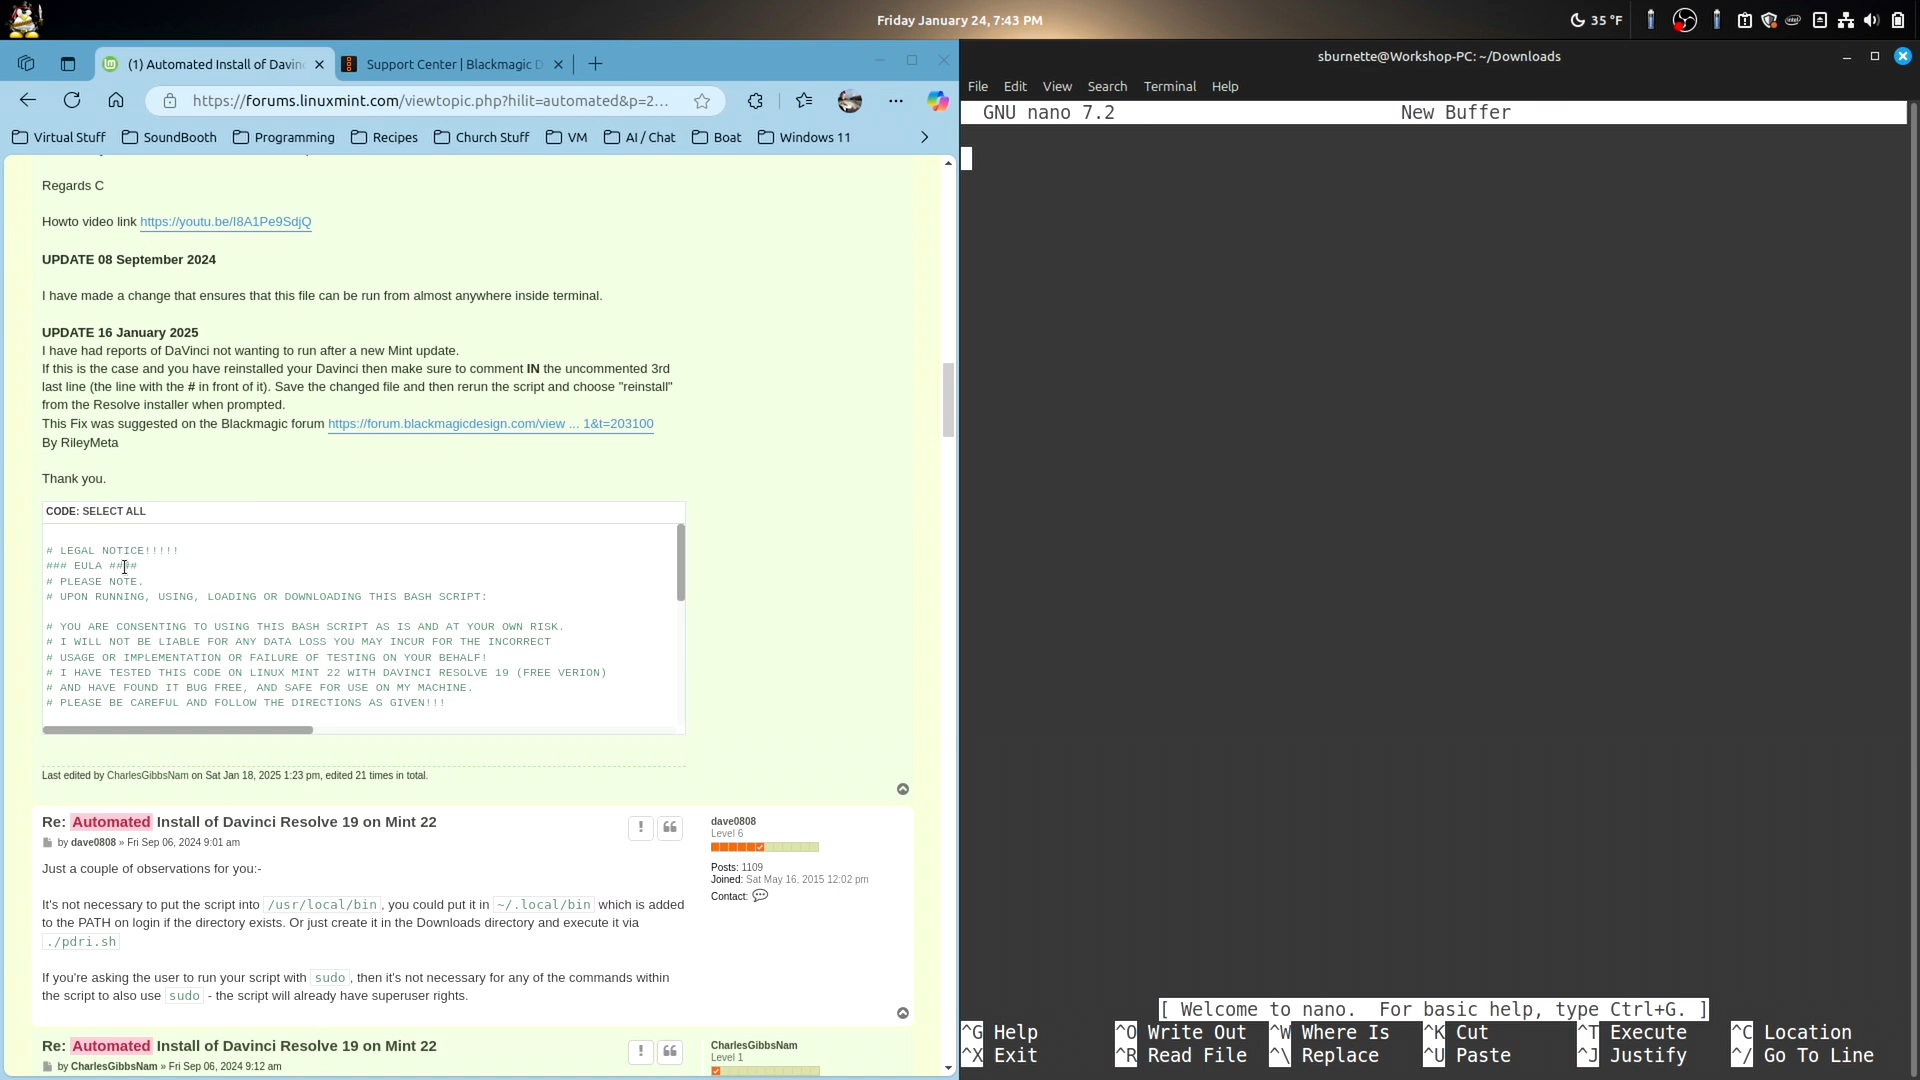 Friday January 24, 7:43 PM
35 °F
(1) Automated Install of Davin
Support Center | Blackmagic D
https://forums.linuxmint.com/viewtopic.php?hilit=automated&p=2...
Virtual Stuff
SoundBooth
Programming
Recipes
Church Stuff
VM
AI / Chat
Boat
Windows 11
Regards C
Howto video link https://youtu.be/I8A1Pe9SdjQ
UPDATE 08 September 2024
I have made a change that ensures that this file can be run from almost anywhere inside terminal.
UPDATE 16 January 2025
I have had reports of DaVinci not wanting to run after a new Mint update.
If this is the case and you have reinstalled your Davinci then make sure to comment IN the uncommented 3rd
last line (the line with the # in front of it). Save the changed file and then rerun the script and choose "reinstall"
from the Resolve installer when prompted.
This Fix was suggested on the Blackmagic forum https://forum.blackmagicdesign.com/view ... 1&t=203100
By RileyMeta
Thank you.
CODE: SELECT ALL
# LEGAL NOTICE!!!!!
### EULA ####
# PLEASE NOTE.
# UPON RUNNING, USING, LOADING OR DOWNLOADING THIS BASH SCRIPT:
# YOU ARE CONSENTING TO USING THIS BASH SCRIPT AS IS AND AT YOUR OWN RISK.
# I WILL NOT BE LIABLE FOR ANY DATA LOSS YOU MAY INCUR FOR THE INCORRECT
# USAGE OR IMPLEMENTATION OR FAILURE OF TESTING ON YOUR BEHALF!
# I HAVE TESTED THIS CODE ON LINUX MINT 22 WITH DAVINCI RESOLVE 19 (FREE VERION)
# AND HAVE FOUND IT BUG FREE, AND SAFE FOR USE ON MY MACHINE.
# PLEASE BE CAREFUL AND FOLLOW THE DIRECTIONS AS GIVEN!!!
Last edited by CharlesGibbsNam on Sat Jan 18, 2025 1:23 pm, edited 21 times in total.
Re: Automated Install of Davinci Resolve 19 on Mint 22
by dave0808 » Fri Sep 06, 2024 9:01 am
Just a couple of observations for you:-
It's not necessary to put the script into /usr/local/bin, you could put it in ~/.local/bin which is added
to the PATH on login if the directory exists. Or just create it in the Downloads directory and execute it via
./pdri.sh
If you're asking the user to run your script with sudo, then it's not necessary for any of the commands within
the script to also use sudo - the script will already have superuser rights.
dave0808
Level 6
Posts: 1109
Joined: Sat May 16, 2015 12:02 pm
Contact:
Re: Automated Install of Davinci Resolve 19 on Mint 22
by CharlesGibbsNam » Fri Sep 06, 2024 9:12 am
CharlesGibbsNam
Level 1
sburnette@Workshop-PC: ~/Downloads
File Edit View Search Terminal Help
GNU nano 7.2 New Buffer
[ Welcome to nano.  For basic help, type Ctrl+G. ]
^G Help ^O Write Out ^W Where Is ^K Cut ^T Execute ^C Location
^X Exit ^R Read File ^\ Replace ^U Paste ^J Justify ^/ Go To Line